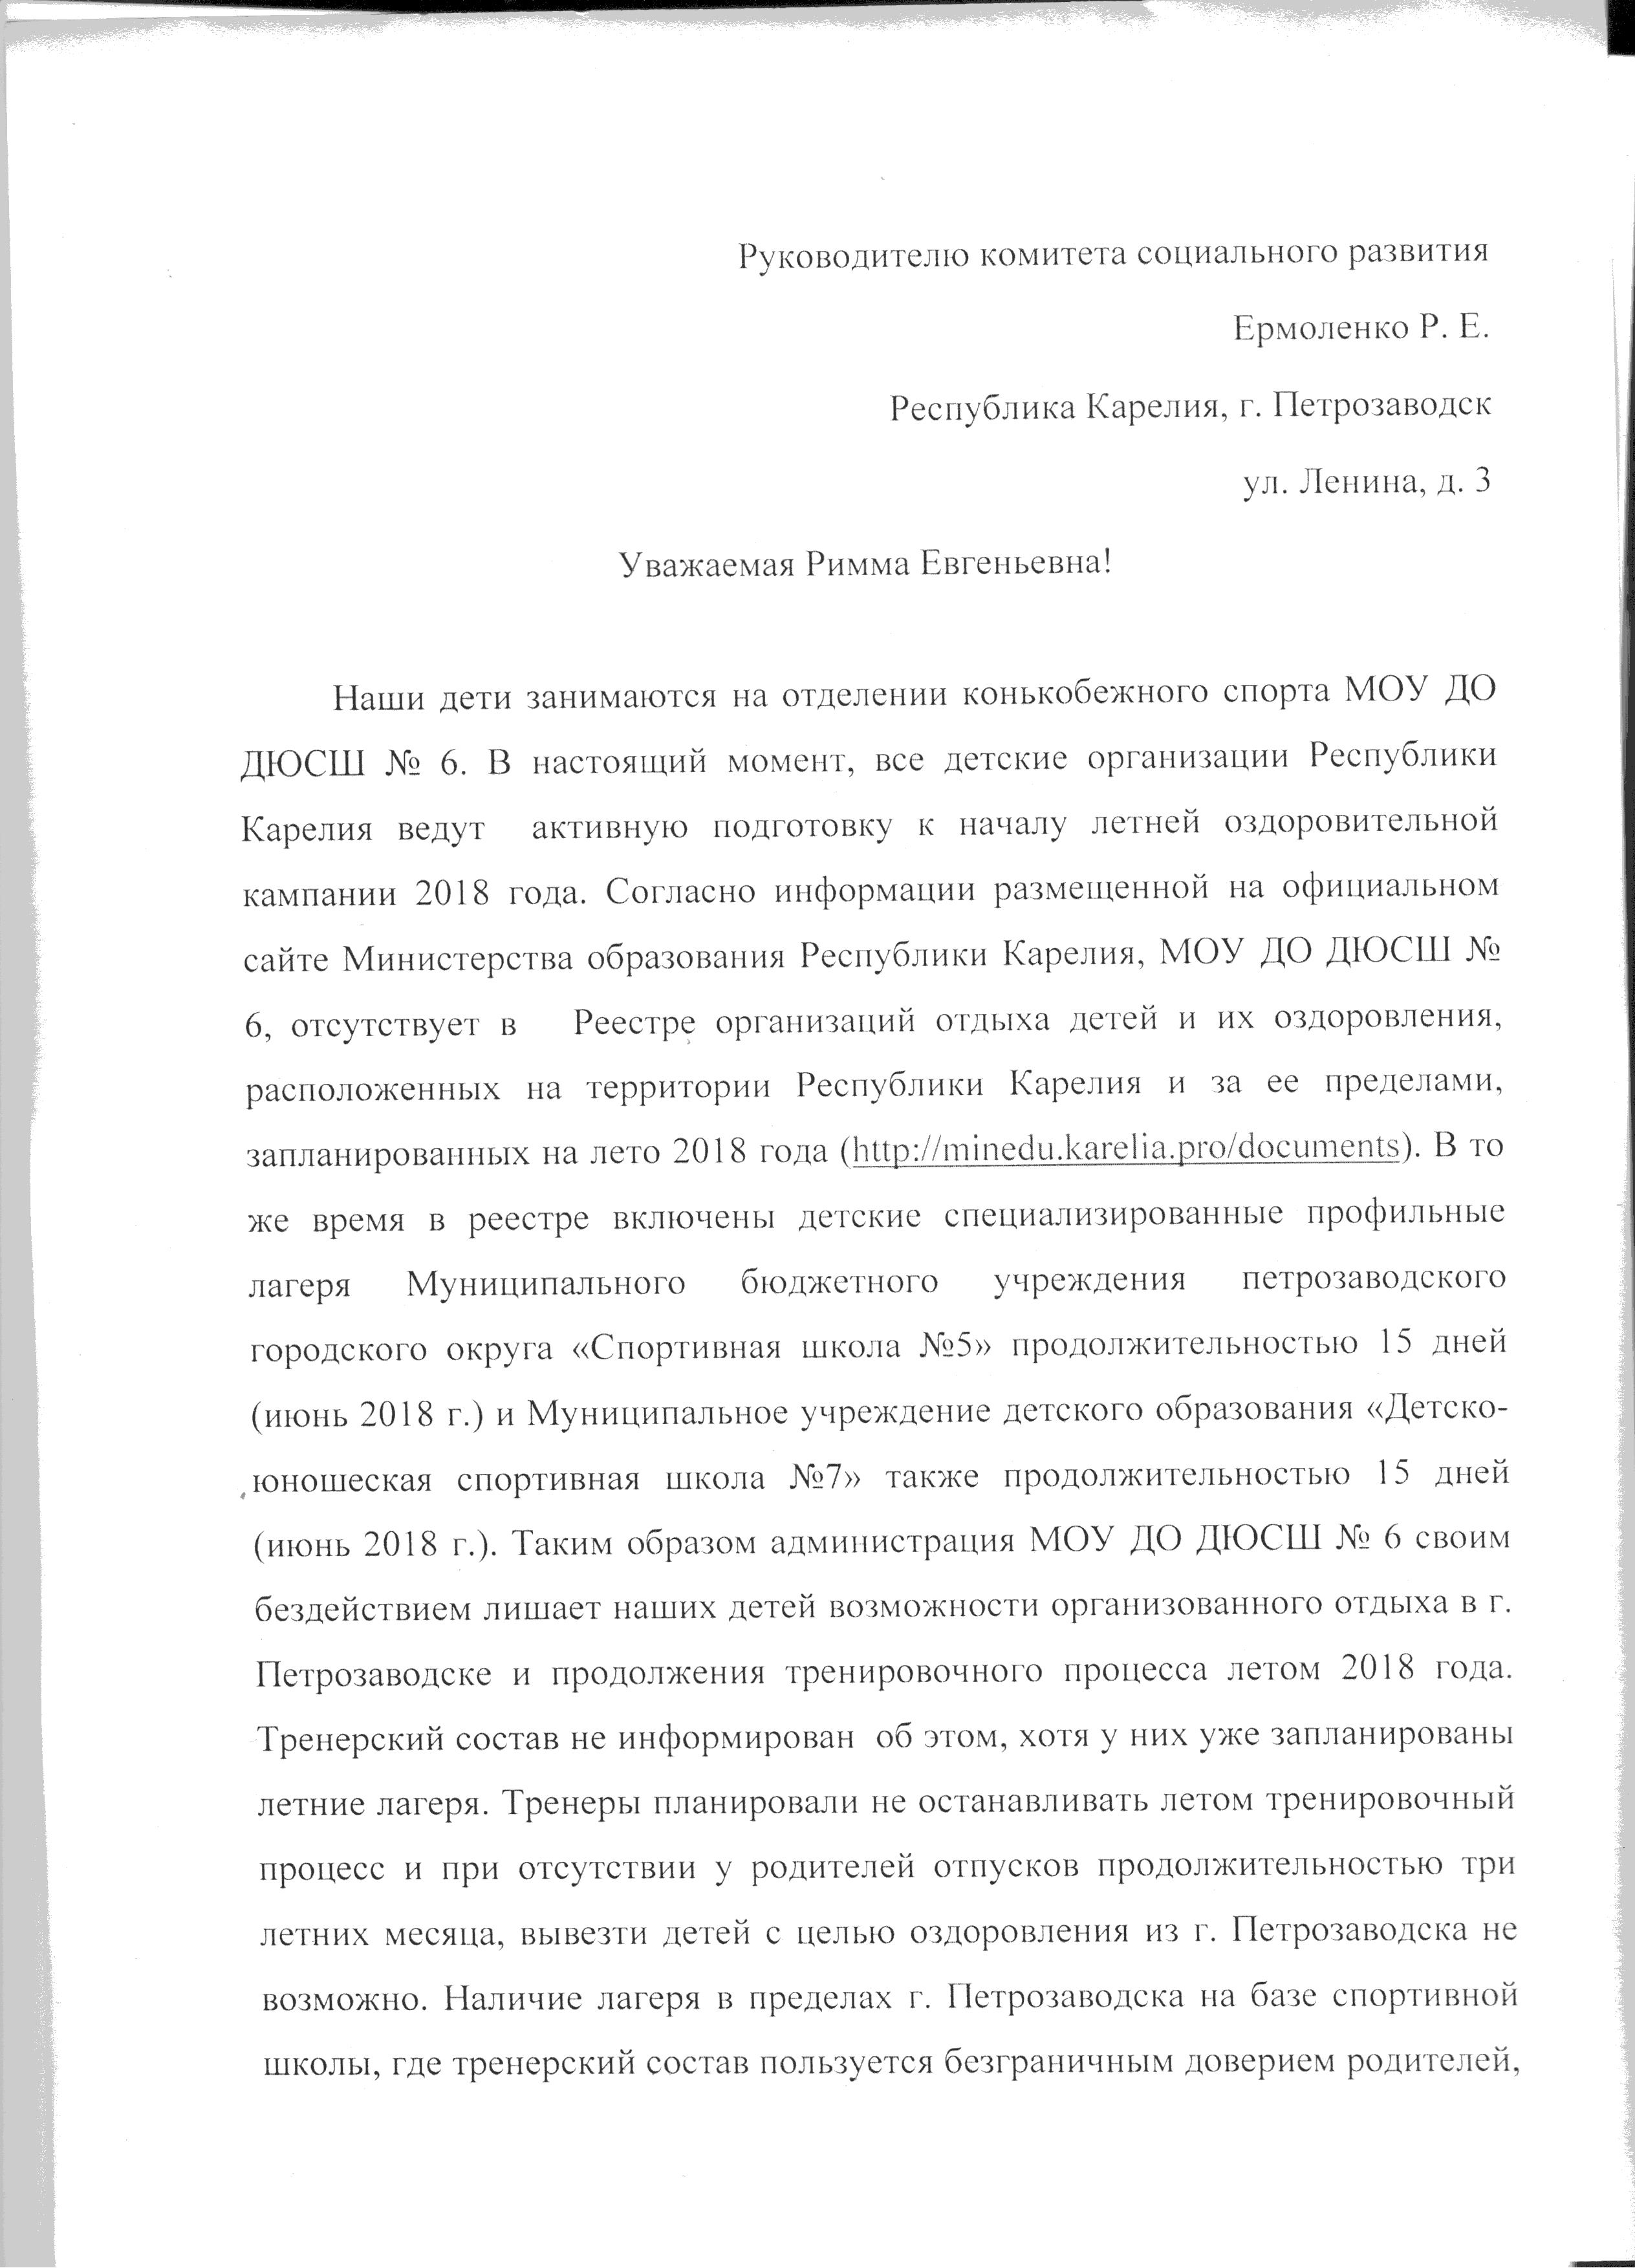 Руководителю комитета социального развития
Ермоленко Р. Е.
Республика Карелия, г. Петрозаводск
ул. Ленина, д. 3
Уважаемая Римма Евгеньевна!
Наши дети занимаются на отделении конькобежного спорта МОУ ДО
ДЮСШ № 6. В настоящий момент, все детские организации Республики
Карелия ведут активную подготовку к началу летней оздоровительной
кампании 2018 года. Согласно информации размещенной на официальном
сайте Министерства образования Республики Карелия, МОУ ДО ДЮСШ №
6, отсутствует в Реестре организаций отдыха детей и их оздоровления,
расположенных на территории Республики Карелия и за ее пределами,
запланированных на лето 2018 года (http://minedu.karelia.pro/documents). В то
же время в реестре включены детские специализированные профильные
лагеря Муниципального бюджетного учреждения петрозаводского
городского округа «Спортивная школа №5» продолжительностью 15 дней
(июнь 2018 г.) и Муниципальное учреждение детского образования «Детско-
юношеская спортивная школа №7» также продолжительностью 15 дней
(июнь 2018 г.). Таким образом администрация МОУ ДО ДЮСШ № 6 своим
бездействием лишает наших детей возможности организованного отдыха в г.
Петрозаводске и продолжения тренировочного процесса летом 2018 года.
Тренерский состав не информирован об этом, хотя у них уже запланированы
летние лагеря. Тренеры планировали не останавливать летом тренировочный
процесс и при отсутствии у родителей отпусков продолжительностью три
летних месяца, вывезти детей с целью оздоровления из г. Петрозаводска не
возможно. Наличие лагеря в пределах г. Петрозаводска на базе спортивной
школы, где тренерский состав пользуется безграничным доверием родителей,